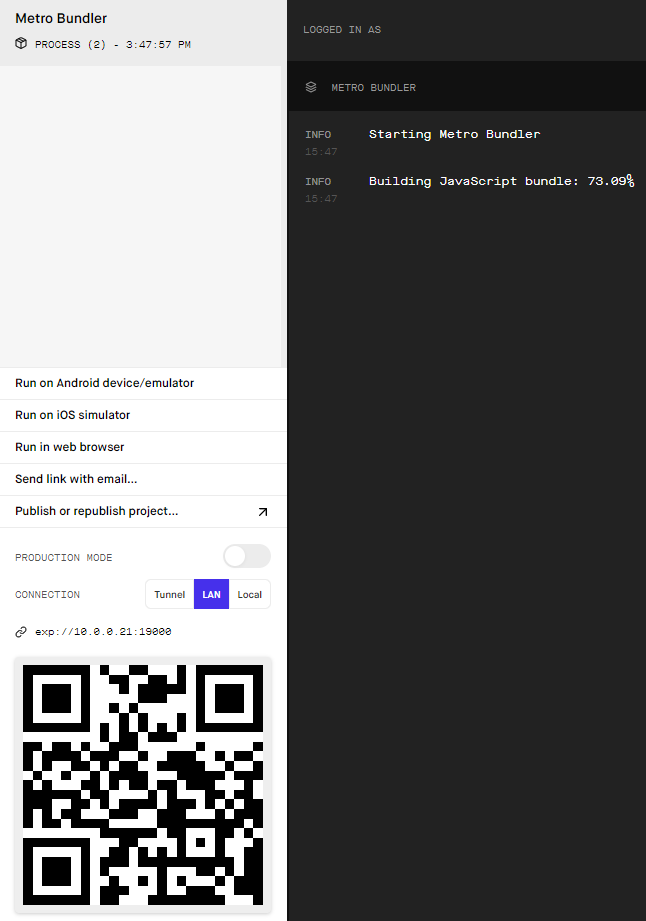 Metro Bundler
PROCESS (2) - 3:47:57 PM
Run on Android device/emulator
Run on iOS simulator
Run in web browser
Send link with email...
Publish or republish project...
PRODUCTION MODE
CONNECTION Tunnel LAN Local
exp://10.0.0.21:19000
LOGGED IN AS
METRO BUNDLER
INFO Starting Metro Bundler
15:47
INFO Building JavaScript bundle: 73.09%
15:47